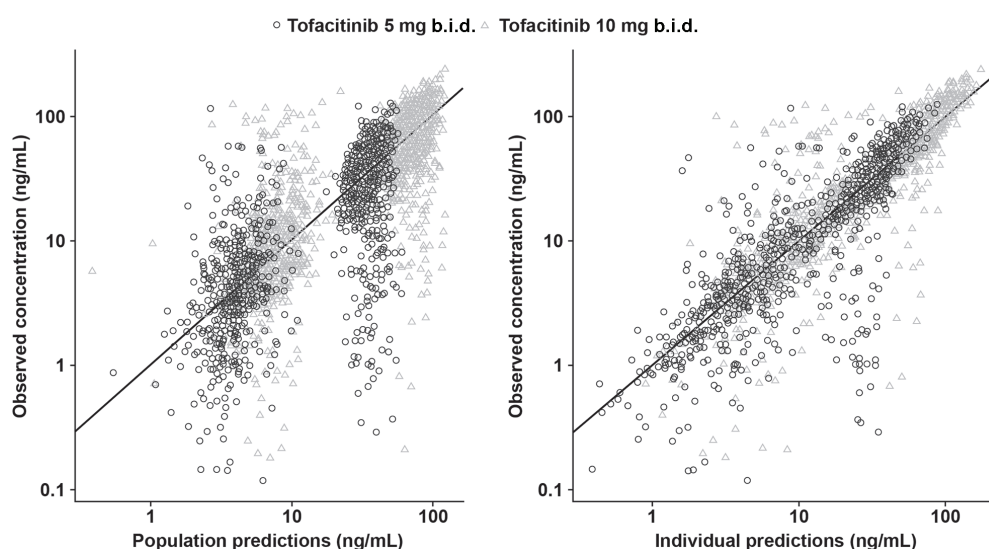 Tofacitinib 5 mg b.i.d. Tofacitinib 10 mg b.i.d.
Observed concentration (ng/mL)
100
10
1
0.1
1 10 100
Population predictions (ng/mL)
Observed concentration (ng/mL)
100
10
1
0.1
1 10 100
Individual predictions (ng/mL)